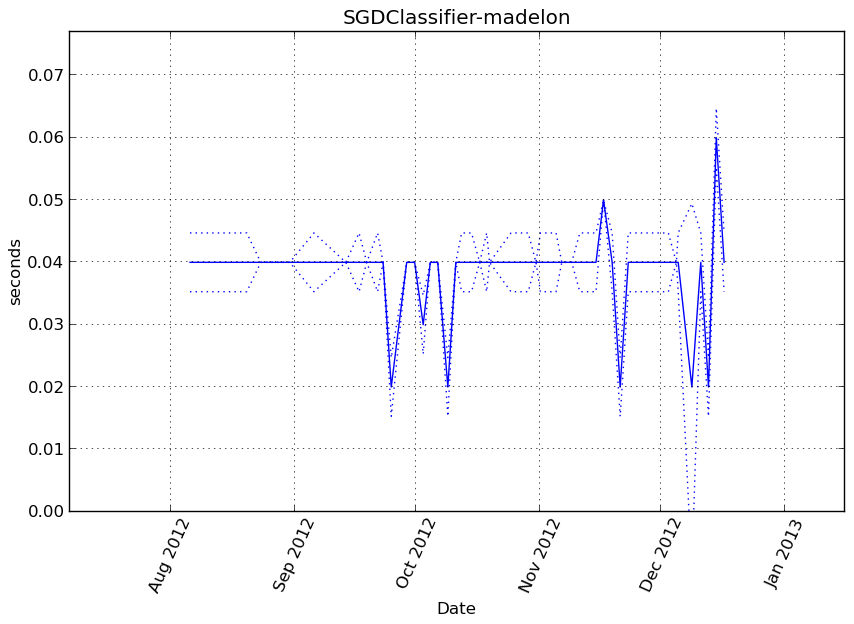 SGDClassifier-madelon
0.07
0.06
0.05
0.04
0.03
0.02
0.01
0.00
seconds
Aug 2012
Sep 2012
Oct 2012
Nov 2012
Dec 2012
Jan 2013
Date